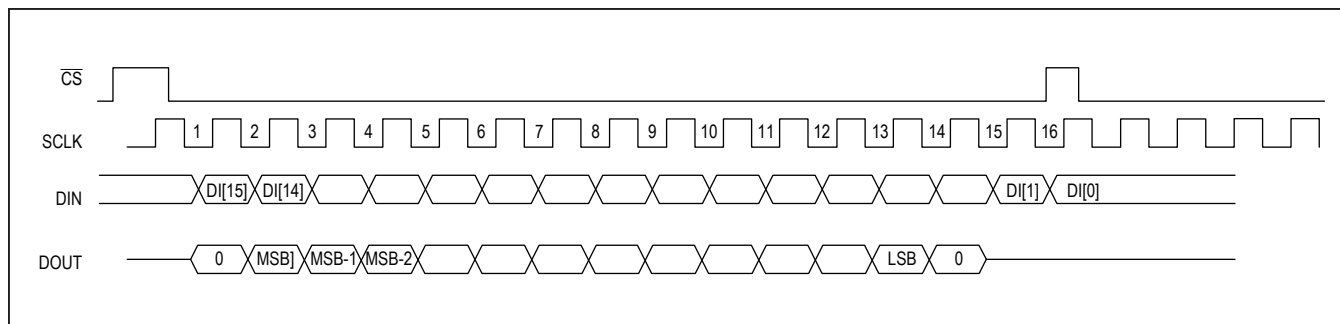 CS
SCLK 1 2 3 4 5 6 7 8 9 10 11 12 13 14 15 16
DIN DI[15] DI[14] DI[1] DI[0]
DOUT 0 MSB] MSB-1 MSB-2 LSB 0